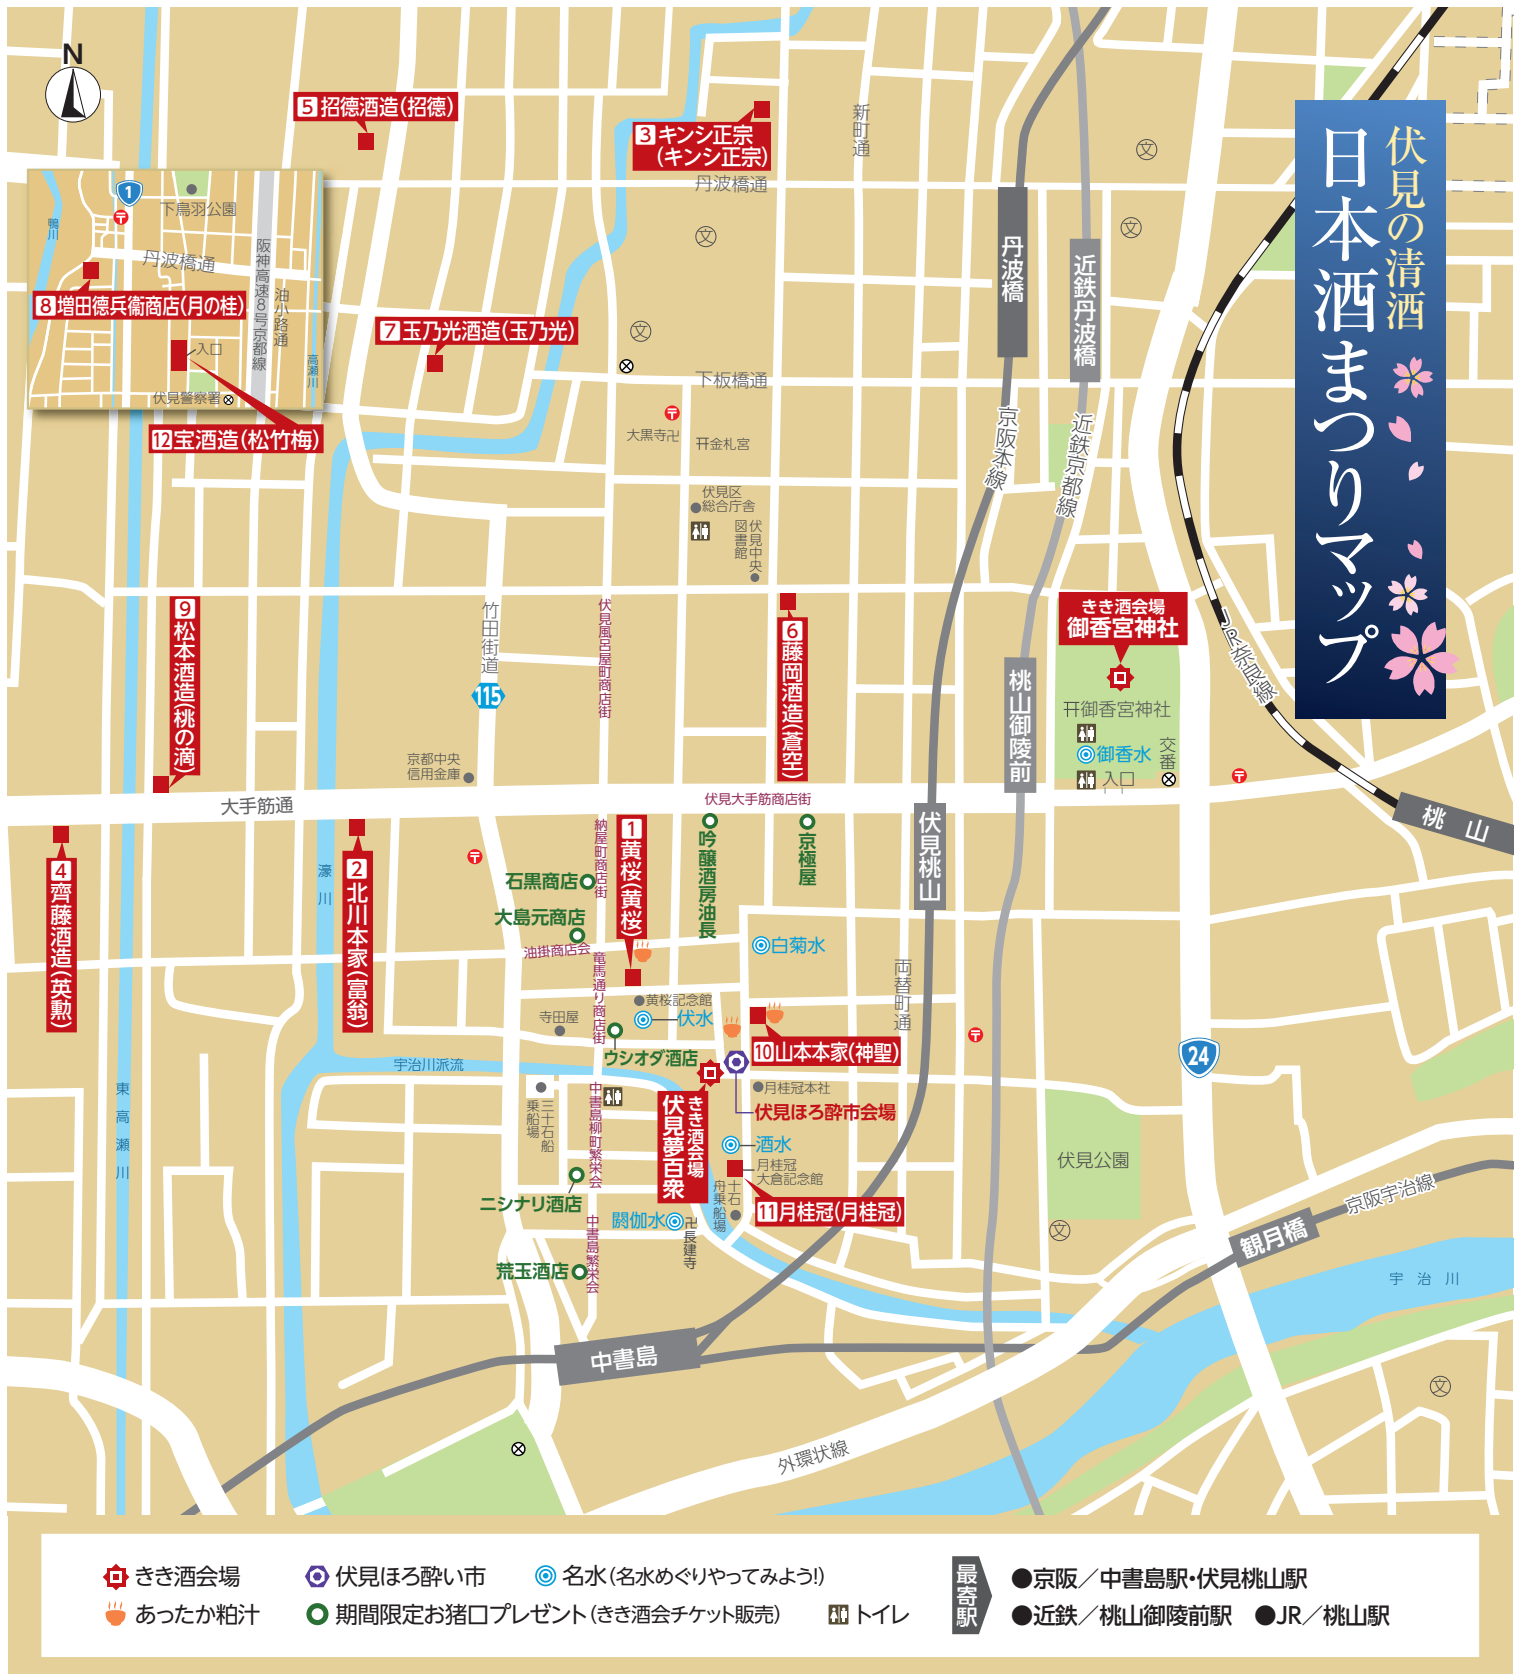 伏見の清酒
日本酒まつりマップ
N
5 招德酒造(招德)
3 キンシ正宗
(キンシ正宗)
新町通
丹波橋通
文
文
文
1
〒
下鳥羽公園
鴨川
丹波橋通
阪神高速8号京都線
油小路通
高瀬川
8 増田德兵衞商店(月の桂)
入口
伏見警察署
12 宝酒造(松竹梅)
7 玉乃光酒造(玉乃光)
文
下板橋通
〒
大黒寺卍
金札宮
丹波橋
近鉄丹波橋
京阪本線
近鉄京都線
伏見区
総合庁舎
伏見中央
図書館
9 松本酒造(桃の滴)
竹田街道
115
伏見風呂屋町商店街
6 藤岡酒造(蒼空)
きき酒会場
御香宮神社
御香宮神社
御香水
入口
交番
〒
JR奈良線
桃山御陵前
京都中央
信用金庫
大手筋通
伏見大手筋商店街
桃山
4 齊藤酒造(英勲)
濠川
2 北川本家(富翁)
〒
納屋町商店街
1 黄桜(黄桜)
吟醸酒房油長
京極屋
伏見桃山
石黒商店
大島元商店
油掛商店会
竜馬通り商店街
白菊水
両替町通
黄桜記念館
伏水
寺田屋
ウシオダ酒店
10 山本本家(神聖)
〒
24
宇治川派流
東高瀬川
三十石船
乗船場
中書島柳町繁栄会
きき酒会場
伏見夢百衆
月桂冠本社
伏見ほろ酔市会場
酒水
月桂冠
大倉記念館
十石
舟乗船場
11 月桂冠(月桂冠)
伏見公園
文
ニシナリ酒店
閼伽水
卍長建寺
中書島繁栄会
荒玉酒店
中書島
観月橋
京阪宇治線
宇治川
文
外環状線
きき酒会場
伏見ほろ酔い市
名水(名水めぐりやってみよう!)
あったか粕汁
期間限定お猪口プレゼント(きき酒会チケット販売)
トイレ
最寄駅
●京阪／中書島駅・伏見桃山駅
●近鉄／桃山御陵前駅 ●JR／桃山駅